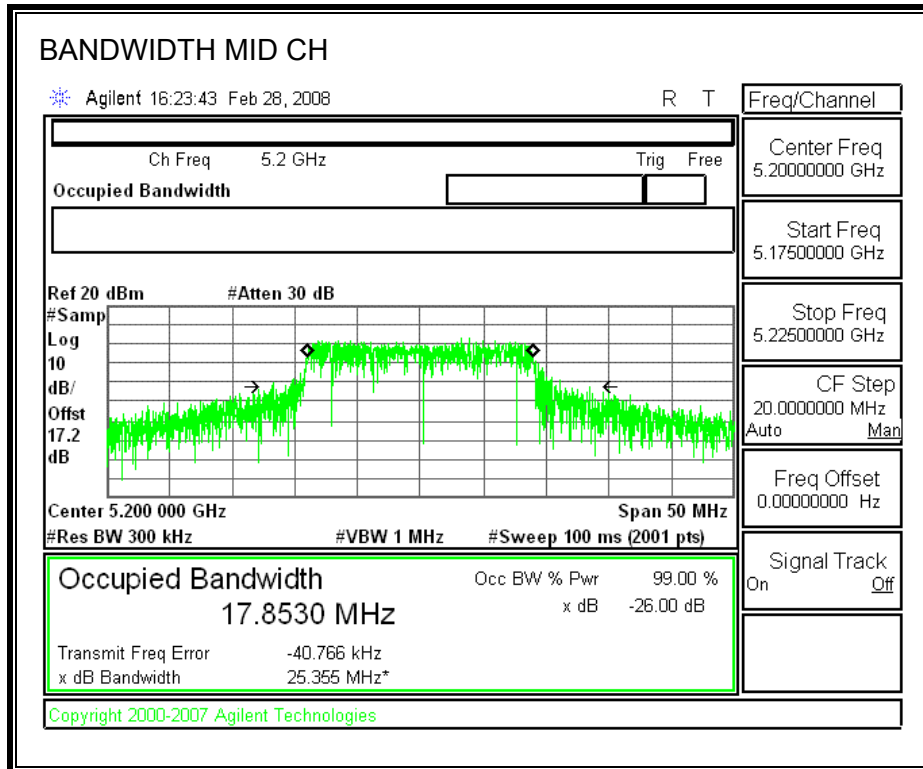 BANDWIDTH MID CH
Agilent 16:23:43 Feb 28, 2008 R T
Freq/Channel
Ch Freq 5.2 GHz Trig Free
Occupied Bandwidth
Center Freq
5.20000000 GHz
Start Freq
5.17500000 GHz
Stop Freq
5.22500000 GHz
CF Step
20.0000000 MHz
Auto Man
Freq Offset
0.00000000 Hz
Signal Track
On Off
Ref 20 dBm #Atten 30 dB
#Samp
Log
10
dB/
Offst
17.2
dB
Center 5.200 000 GHz Span 50 MHz
#Res BW 300 kHz #VBW 1 MHz #Sweep 100 ms (2001 pts)
Occupied Bandwidth Occ BW % Pwr 99.00 %
17.8530 MHz x dB -26.00 dB
Transmit Freq Error -40.766 kHz
x dB Bandwidth 25.355 MHz*
Copyright 2000-2007 Agilent Technologies